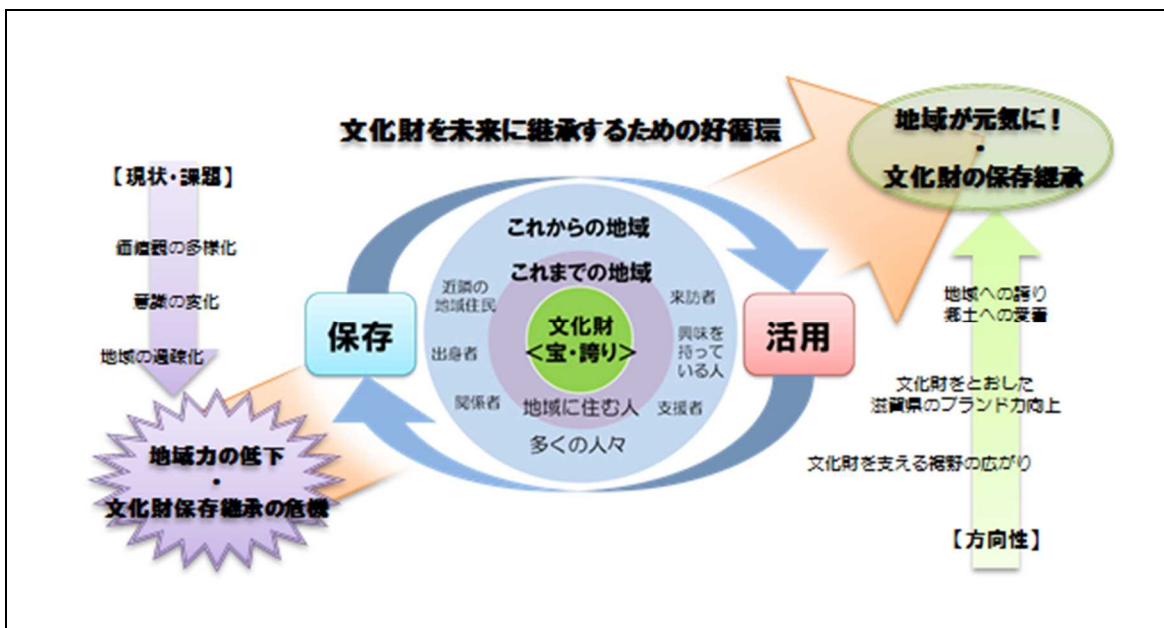 文化財を未来に継承するための好循環
地域が元気に！
・
文化財の保存継承
【現状・課題】
価値観の多様化
意識の変化
地域の過疎化
地域力の低下
・
文化財保存継承の危機
保存
これからの地域
これまでの地域
近隣の
地域住民
出身者
関係者
文化財
＜宝・誇り＞
来訪者
興味を
持って
いる人
支援者
地域に住む人
多くの人々
活用
地域への誇り
郷土への愛着
文化財をとおした
滋賀県のブランド力向上
文化財を支える裾野の広がり
【方向性】